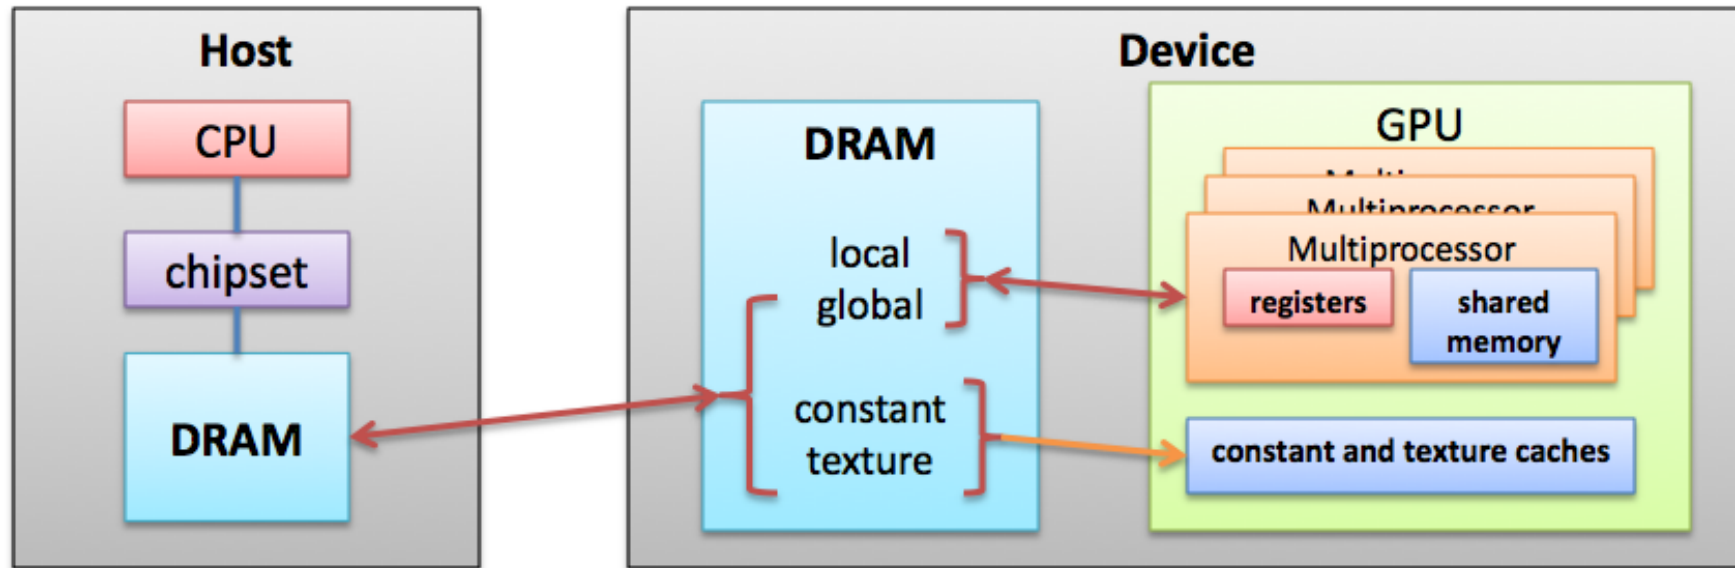 Host
CPU
chipset
DRAM
Device
DRAM
local
global
constant
texture
GPU
Multiprocessor
Multiprocessor
registers
shared
memory
constant and texture caches